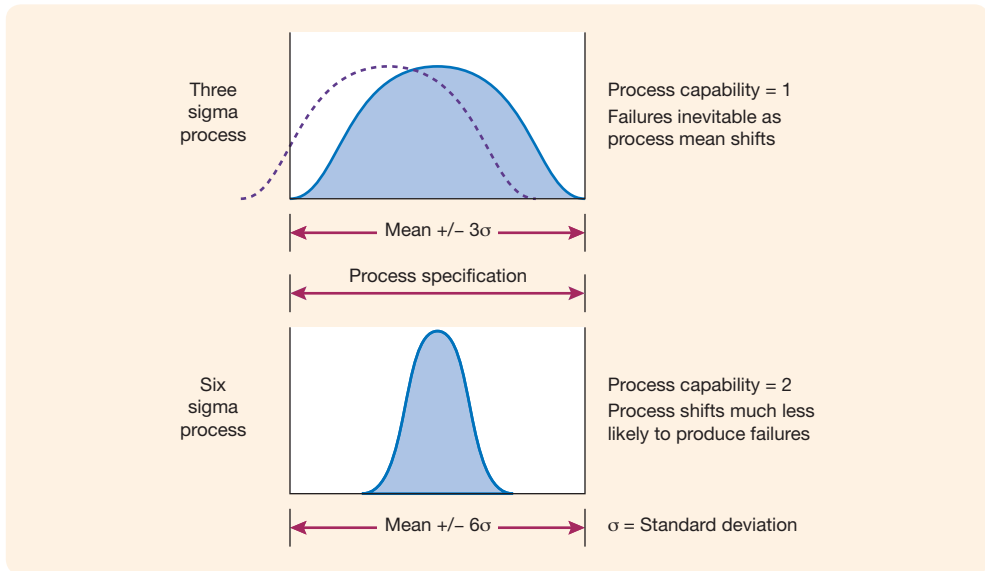 Three
sigma
process
Process capability = 1
Failures inevitable as
process mean shifts
Mean +/– 3σ
Process specification
Six
sigma
process
Process capability = 2
Process shifts much less
likely to produce failures
Mean +/– 6σ
σ = Standard deviation